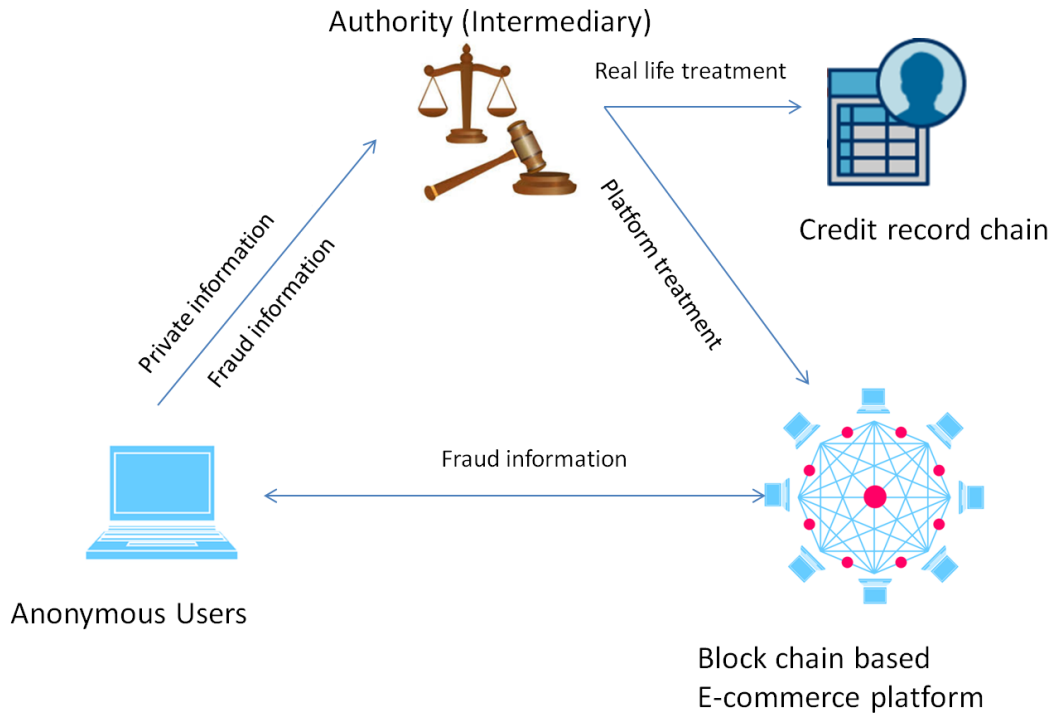 Authority (Intermediary)
Real life treatment
Credit record chain
Platform treatment
Private information
Fraud information
Fraud information
Anonymous Users
Block chain based
E-commerce platform